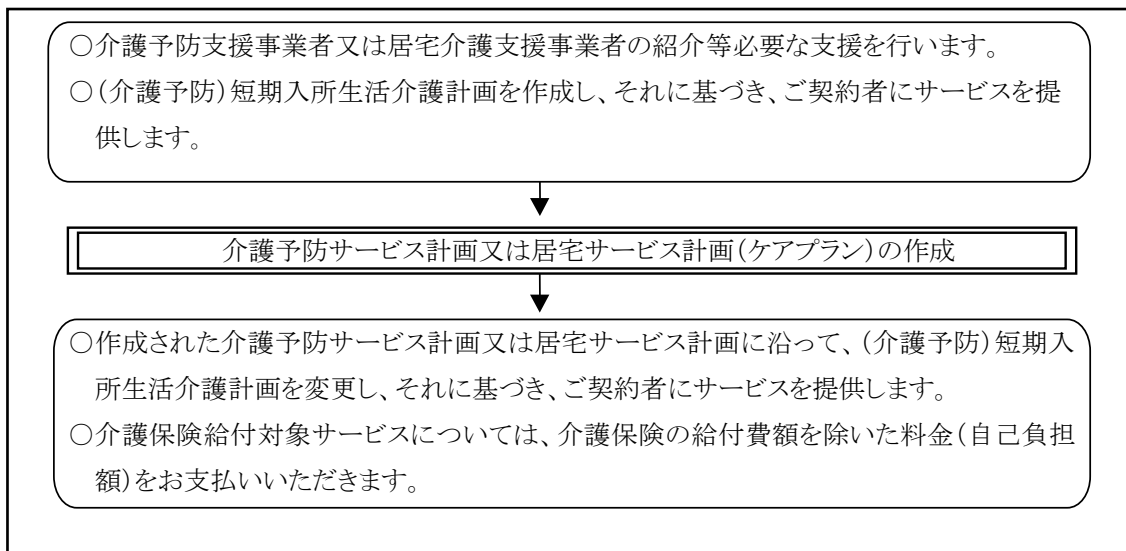 ○介護予防支援事業者又は居宅介護支援事業者の紹介等必要な支援を行います。
○(介護予防)短期入所生活介護計画を作成し、それに基づき、ご契約者にサービスを提
供します。
介護予防サービス計画又は居宅サービス計画(ケアプラン)の作成
○作成された介護予防サービス計画又は居宅サービス計画に沿って、(介護予防)短期入
所生活介護計画を変更し、それに基づき、ご契約者にサービスを提供します。
○介護保険給付対象サービスについては、介護保険の給付費額を除いた料金(自己負担
額)をお支払いいただきます。